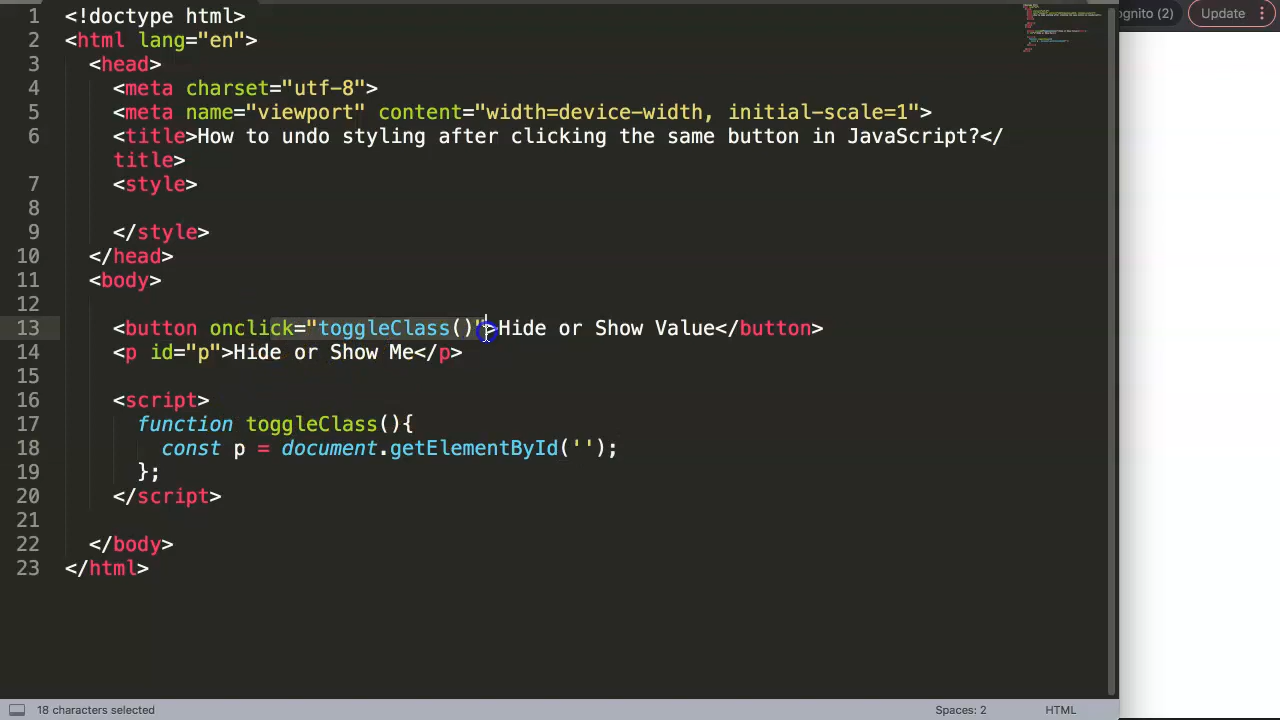 1 <!doctype html>
2 <html lang="en">
3 <head>
4 <meta charset="utf-8">
5 <meta name="viewport" content="width=device-width, initial-scale=1">
6 <title>How to undo styling after clicking the same button in JavaScript?</
title>
7 <style>
8
9 </style>
10 </head>
11 <body>
12
13 <button onclick="toggleClass()">Hide or Show Value</button>
14 <p id="p">Hide or Show Me</p>
15
16 <script>
17 function toggleClass(){
18 const p = document.getElementById('');
19 };
20 </script>
21
22 </body>
23 </html>
18 characters selected
Spaces: 2
HTML
ognito (2)
Update